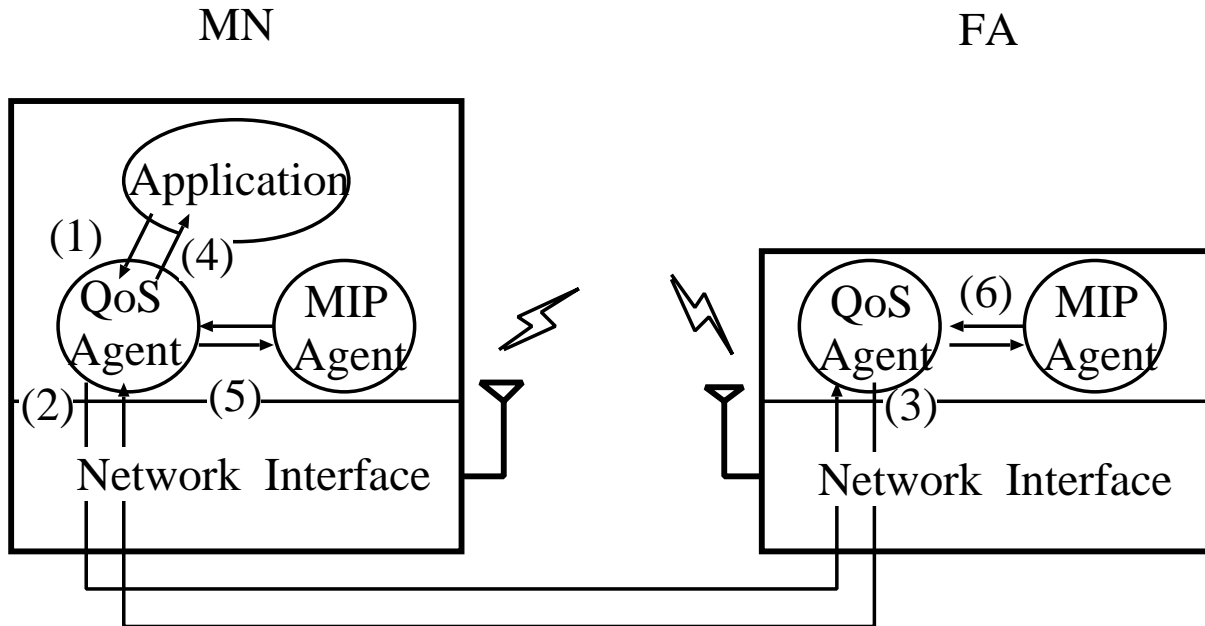 MN
FA
Application
(1)
(4)
QoS
Agent
MIP
Agent
(2)
(5)
Network Interface
QoS
Agent
(6)
MIP
Agent
(3)
Network Interface